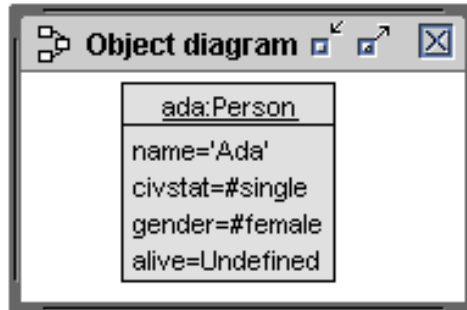 Object diagram
ada:Person
name='Ada'
civstat=#single
gender=#female
alive=Undefined